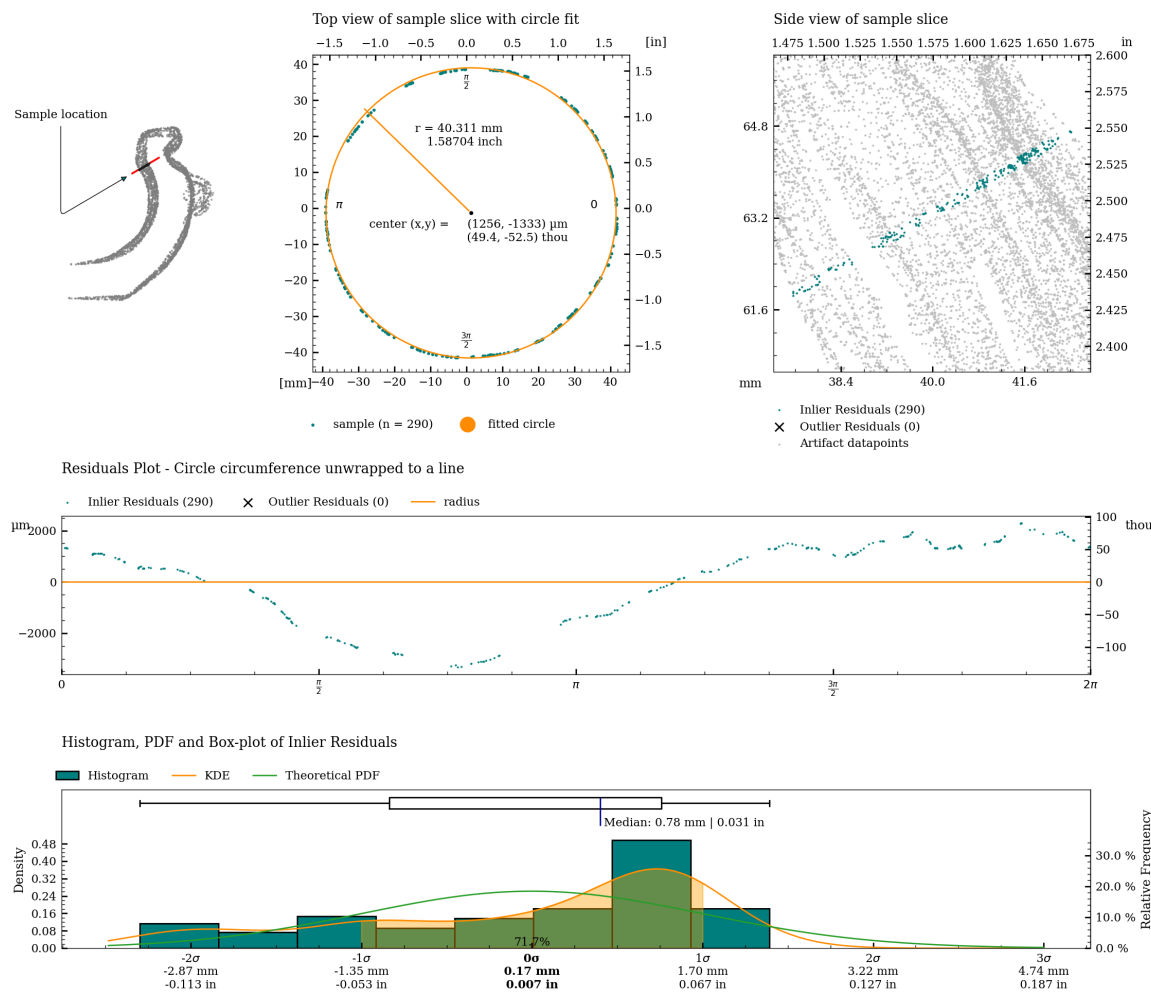 Top view of sample slice with circle fit
−1.5 −1.0 −0.5 0.0 0.5 1.0 1.5 [in]
Sample location
40
30
20
10
0
−10
−20
−30
−40
1.5
1.0
0.5
0.0
−0.5
−1.0
−1.5
π/2
r = 40.311 mm
1.58704 inch
π
0
center (x,y) = (1256, -1333) µm
(49.4, -52.5) thou
3π/2
[mm] −40 −30 −20 −10 0 10 20 30 40
sample (n = 290) fitted circle
Side view of sample slice
1.475 1.500 1.525 1.550 1.575 1.600 1.625 1.650 1.675 in
64.8
63.2
61.6
2.600
2.575
2.550
2.525
2.500
2.475
2.450
2.425
2.400
mm 38.4 40.0 41.6
Inlier Residuals (290)
Outlier Residuals (0)
Artifact datapoints
Residuals Plot - Circle circumference unwrapped to a line
Inlier Residuals (290) Outlier Residuals (0) radius
µm
2000
0
−2000
100 thou
50
0
−50
−100
0 π/2 π 3π/2 2π
Histogram, PDF and Box-plot of Inlier Residuals
Histogram KDE Theoretical PDF
Median: 0.78 mm | 0.031 in
Density
0.48
0.40
0.32
0.24
0.16
0.08
0.00
Relative Frequency
30.0 %
20.0 %
10.0 %
0.0 %
71.7%
-2σ -1σ 0σ 1σ 2σ 3σ
-2.87 mm -1.35 mm 0.17 mm 1.70 mm 3.22 mm 4.74 mm
-0.113 in -0.053 in 0.007 in 0.067 in 0.127 in 0.187 in